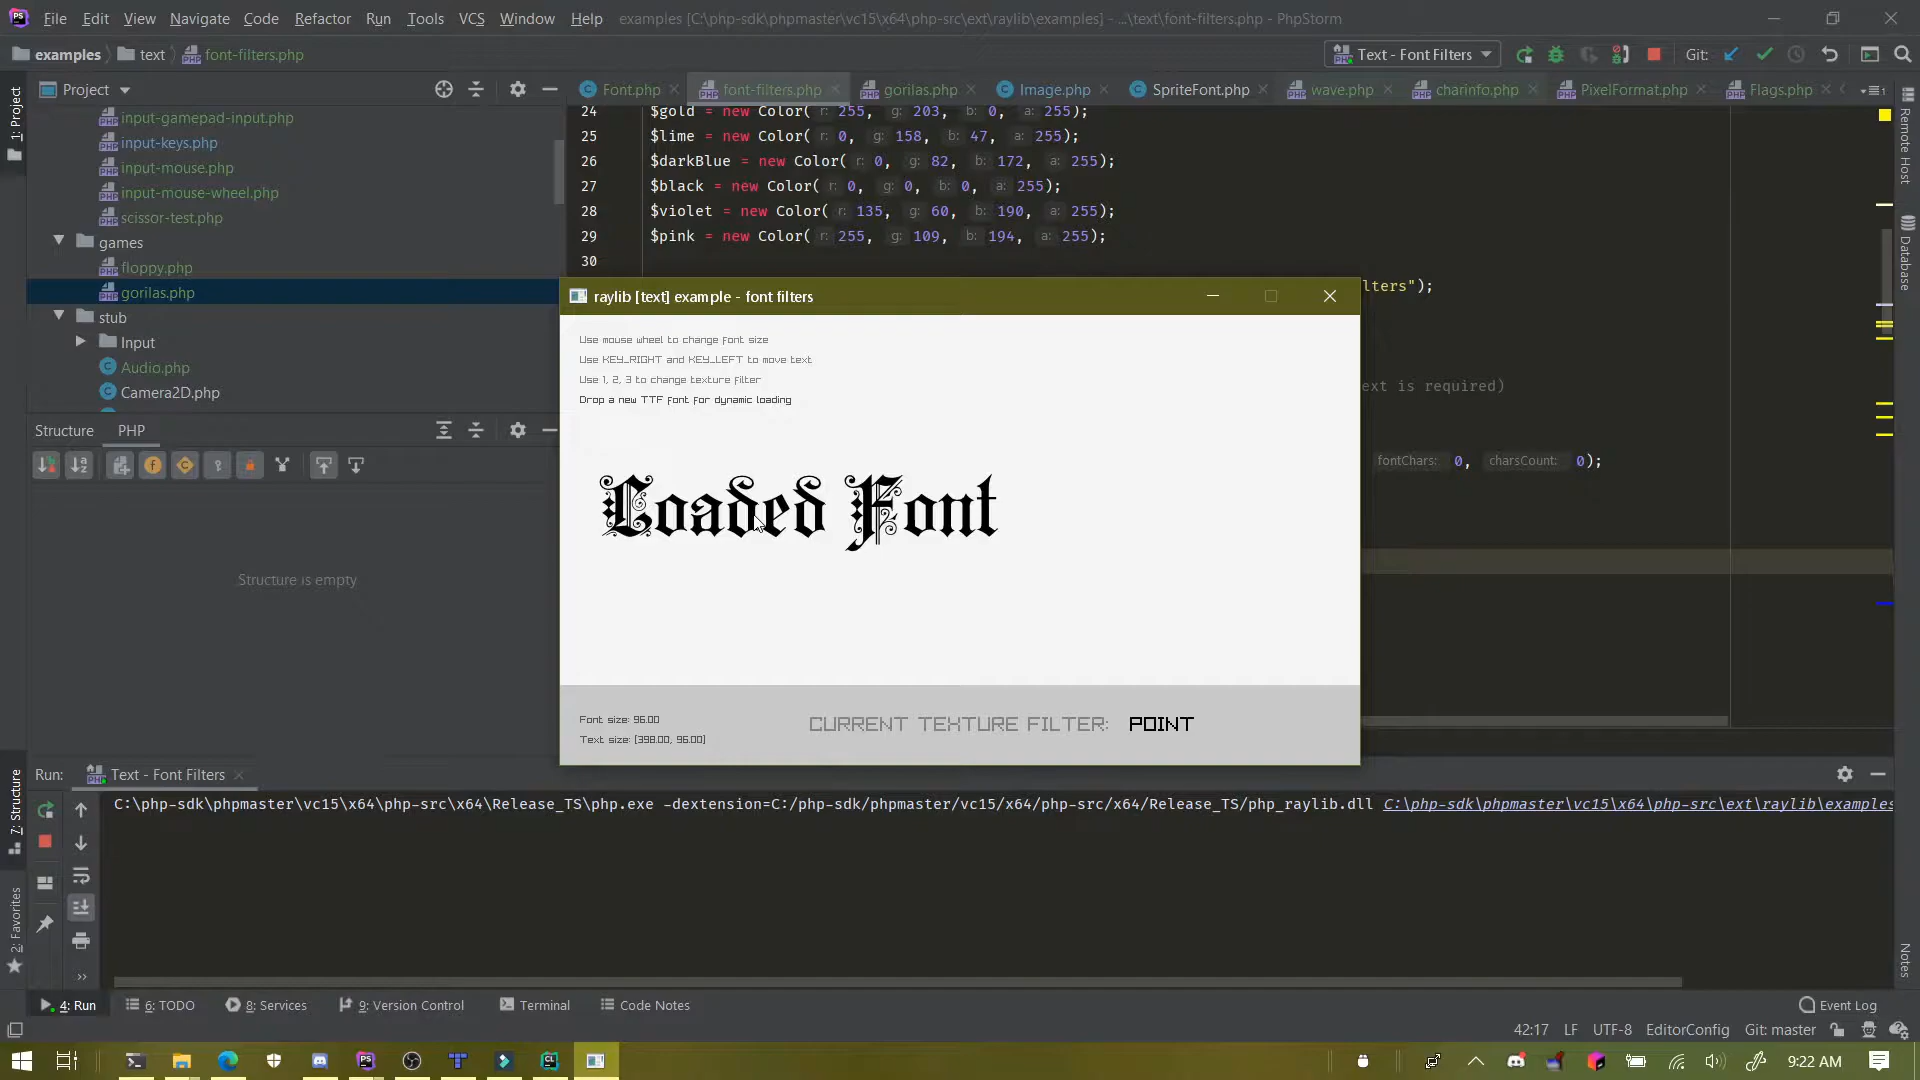 File Edit View Navigate Code Refactor Run Tools VCS Window Help examples [C:\php-sdk\phpmaster\vc15\x64\php-src\ext\raylib\examples] - ...\text\font-filters.php - PhpStorm
examples text font-filters.php Text - Font Filters Git:
1: Project
Project
Font.php font-filters.php gorilas.php Image.php SpriteFont.php wave.php charinfo.php PixelFormat.php Flags.php
input-gamepad-input.php
input-keys.php
input-mouse.php
input-mouse-wheel.php
scissor-test.php
games
floppy.php
gorilas.php
stub
Input
Audio.php
Camera2D.php
24 $gold = new Color( r: 255, g: 203, b: 0, a: 255);
25 $lime = new Color( r: 0, g: 158, b: 47, a: 255);
26 $darkBlue = new Color( r: 0, g: 82, b: 172, a: 255);
27 $black = new Color( r: 0, g: 0, b: 0, a: 255);
28 $violet = new Color( r: 135, g: 60, b: 190, a: 255);
29 $pink = new Color( r: 255, g: 109, b: 194, a: 255);
30
lters");
ext is required)
fontChars: 0, charsCount: 0);
Remote Host
Database
Notes
Structure PHP
Structure is empty
raylib [text] example - font filters
Use mouse wheel to change font size
Use KEY_RIGHT and KEY_LEFT to move text
Use 1, 2, 3 to change texture filter
Drop a new TTF font for dynamic loading
Loaded Font
Font size: 96.00
Text size: [398.00, 96.00]
CURRENT TEXTURE FILTER: POINT
7: Structure
2: Favorites
Run: Text - Font Filters
C:\php-sdk\phpmaster\vc15\x64\php-src\x64\Release_TS\php.exe -dextension=C:/php-sdk/phpmaster/vc15/x64/php-src/x64/Release_TS/php_raylib.dll C:\php-sdk\phpmaster\vc15\x64\php-src\ext\raylib\examples
4: Run 6: TODO 8: Services 9: Version Control Terminal Code Notes Event Log
42:17 LF UTF-8 EditorConfig Git: master
9:22 AM